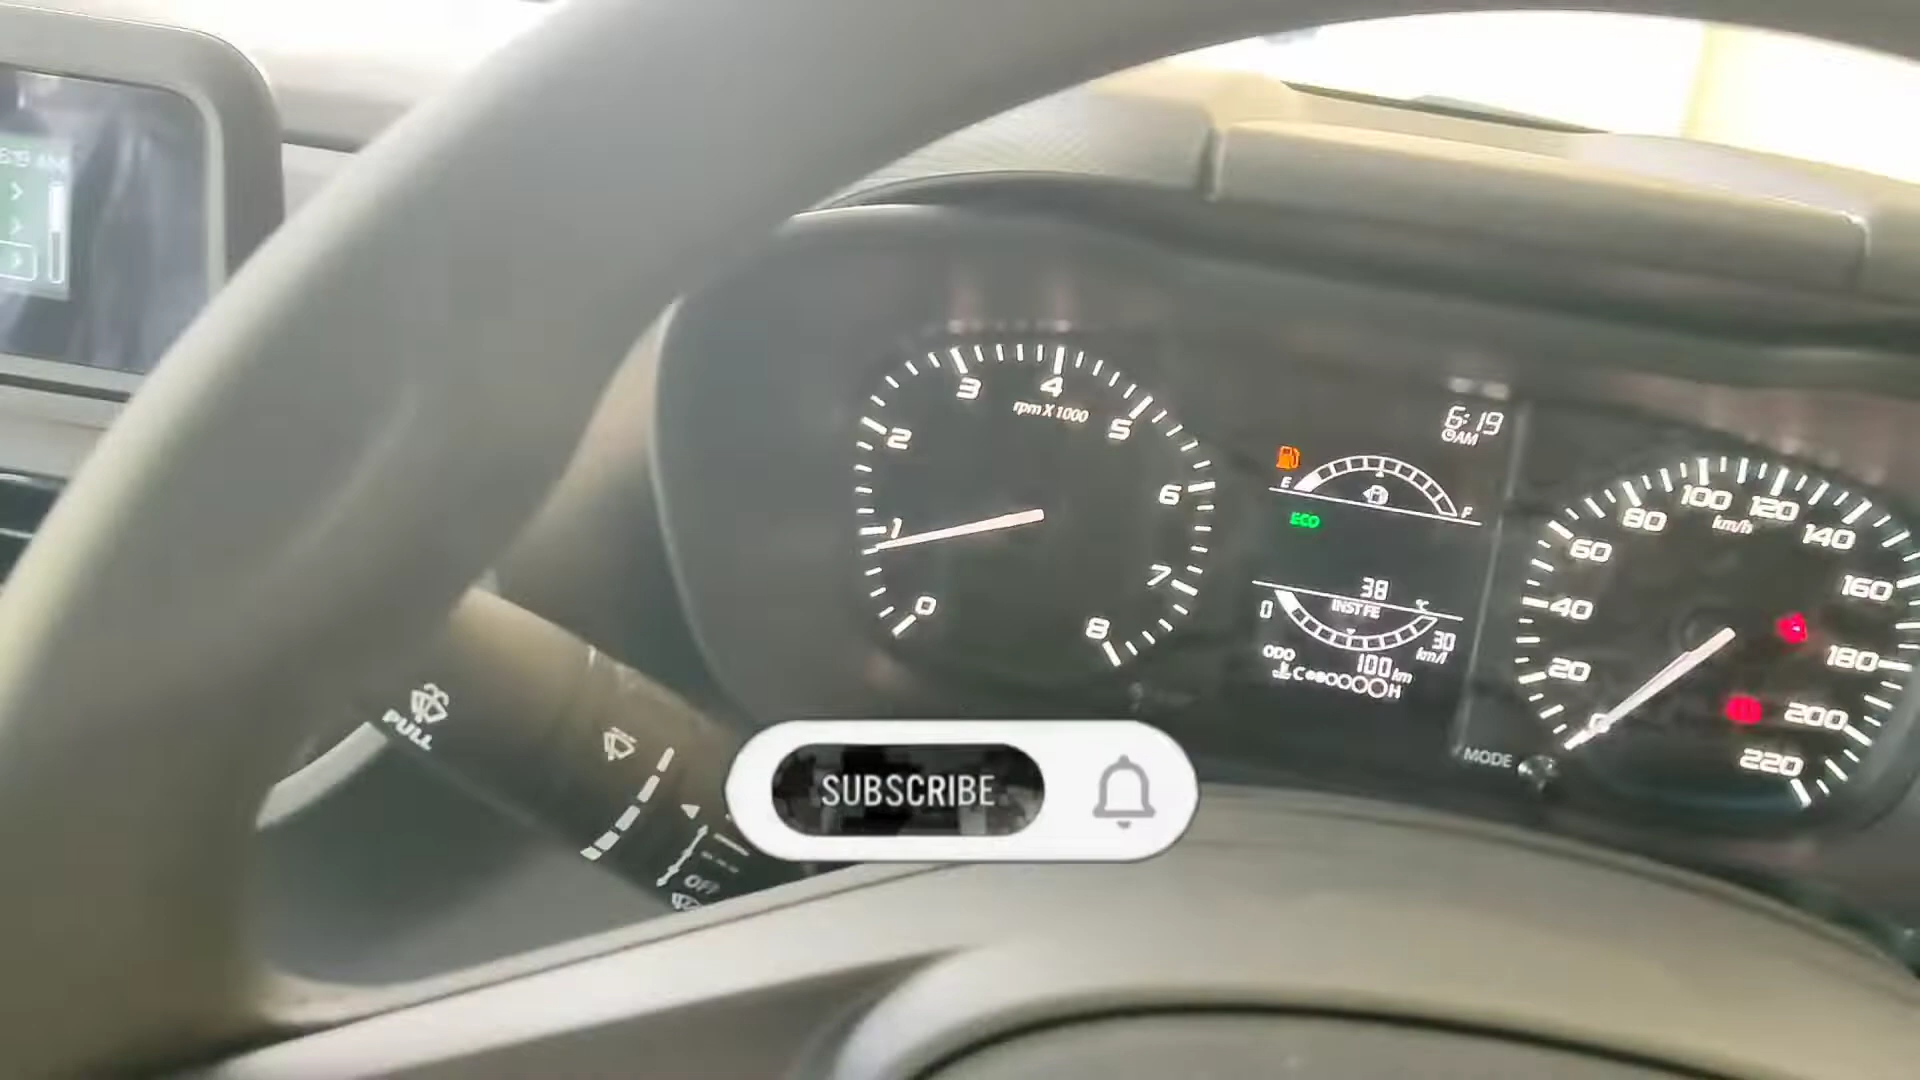 6:19 AM
3
4
rpm X 1000
5
2
6
1
7
0
8
6:19
AM
E
F
ECO
38
°C
INST FE
0
30
km/l
ODO
100 km
C
H
100
120
80
km/h
140
60
160
40
180
20
200
0
220
MODE
PULL
OFF
SUBSCRIBE